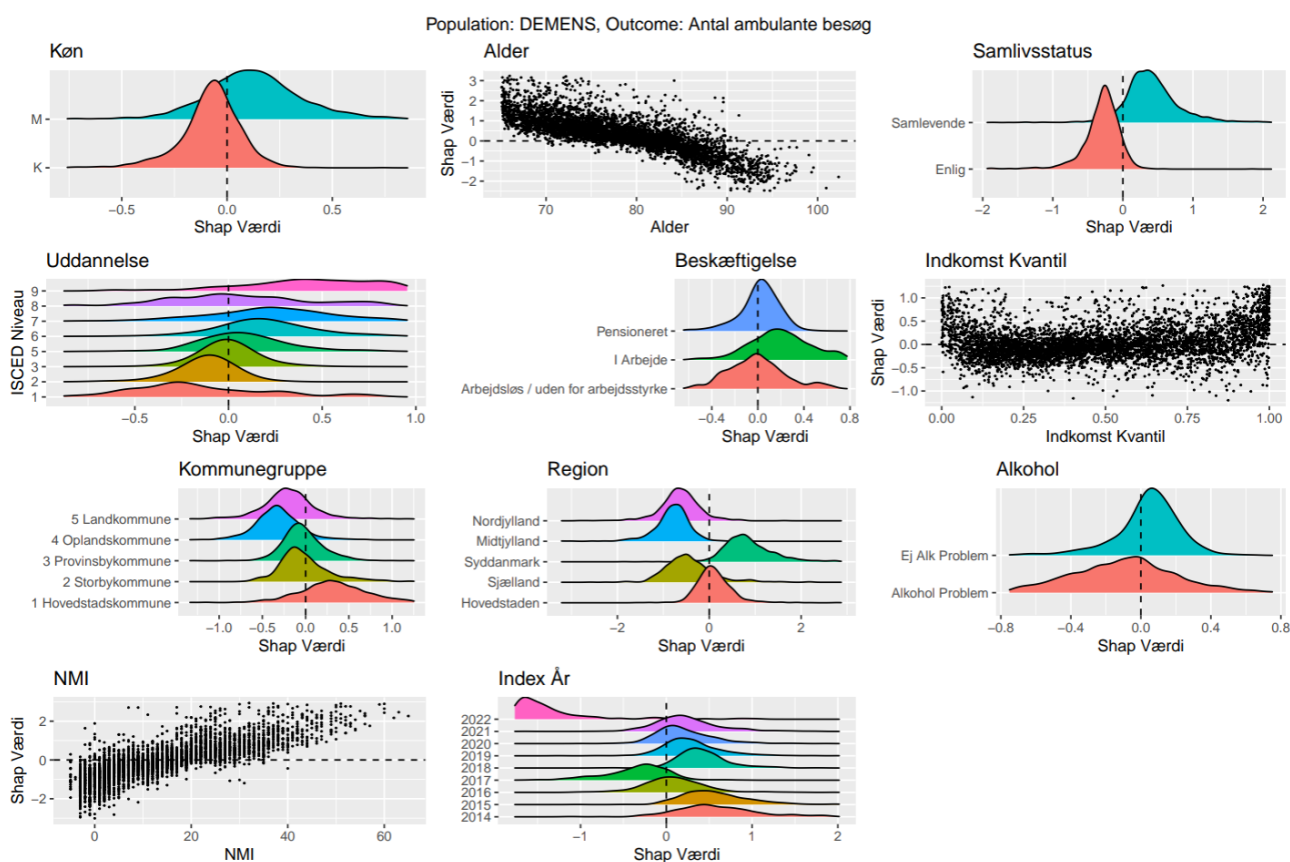 Population: DEMENS, Outcome: Antal ambulante besøg
Køn
M
K
−0.5 0.0 0.5
Shap Værdi
Alder
Shap Værdi
3
2
1
0
−1
−2
70 80 90 100
Alder
Samlivsstatus
Samlevende
Enlig
−2 −1 0 1 2
Shap Værdi
Uddannelse
ISCED Niveau
9
8
7
6
5
3
2
1
−0.5 0.0 0.5 1.0
Shap Værdi
Beskæftigelse
Pensioneret
I Arbejde
Arbejdsløs / uden for arbejdsstyrke
−0.4 0.0 0.4 0.8
Shap Værdi
Indkomst Kvantil
Shap Værdi
1.0
0.5
0.0
−0.5
−1.0
0.00 0.25 0.50 0.75 1.00
Indkomst Kvantil
Kommunegruppe
5 Landkommune
4 Oplandskommune
3 Provinsbykommune
2 Storbykommune
1 Hovedstadskommune
−1.0 −0.5 0.0 0.5 1.0
Shap Værdi
Region
Nordjylland
Midtjylland
Syddanmark
Sjælland
Hovedstaden
−2 0 2
Shap Værdi
Alkohol
Ej Alk Problem
Alkohol Problem
−0.8 −0.4 0.0 0.4 0.8
Shap Værdi
NMI
Shap Værdi
2
0
−2
0 20 40 60
NMI
Index År
2022
2021
2020
2019
2018
2017
2016
2015
2014
−1 0 1 2
Shap Værdi